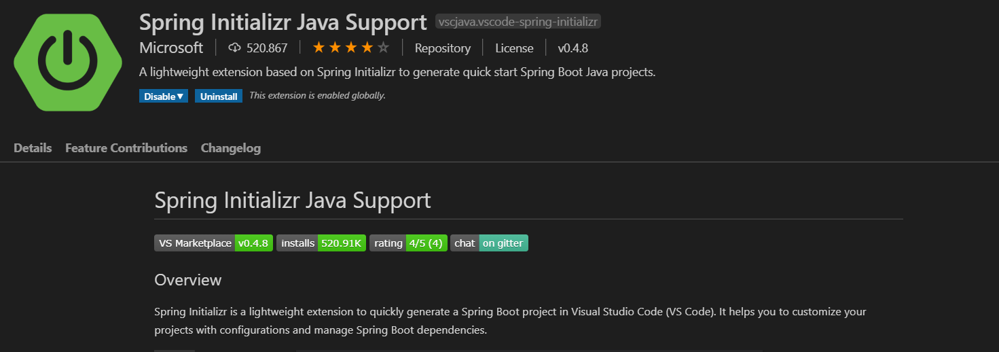 Spring Initializr Java Support vscjava.vscode-spring-initializr
Microsoft 520.867 Repository License v0.4.8
A lightweight extension based on Spring Initializr to generate quick start Spring Boot Java projects.
Disable Uninstall This extension is enabled globally.
Details Feature Contributions Changelog
Spring Initializr Java Support
VS Marketplace v0.4.8 installs 520.91K rating 4/5 (4) chat on gitter
Overview
Spring Initializr is a lightweight extension to quickly generate a Spring Boot project in Visual Studio Code (VS Code). It helps you to customize your
projects with configurations and manage Spring Boot dependencies.